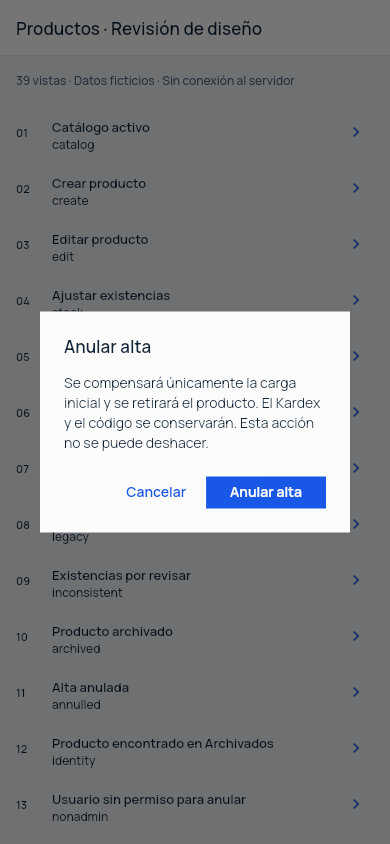 Productos · Revisión de diseño
39 vistas · Datos ficticios · Sin conexión al servidor
01
Catálogo activo
catalog
02
Crear producto
create
03
Editar producto
edit
04
Ajustar existencias
Anular alta
Se compensará únicamente la carga
inicial y se retirará el producto. El Kardex
y el código se conservarán. Esta acción
no se puede deshacer.
Cancelar
Anular alta
05
06
07
08
legacy
09
Existencias por revisar
inconsistent
10
Producto archivado
archived
11
Alta anulada
annulled
12
Producto encontrado en Archivados
identity
13
Usuario sin permiso para anular
nonadmin